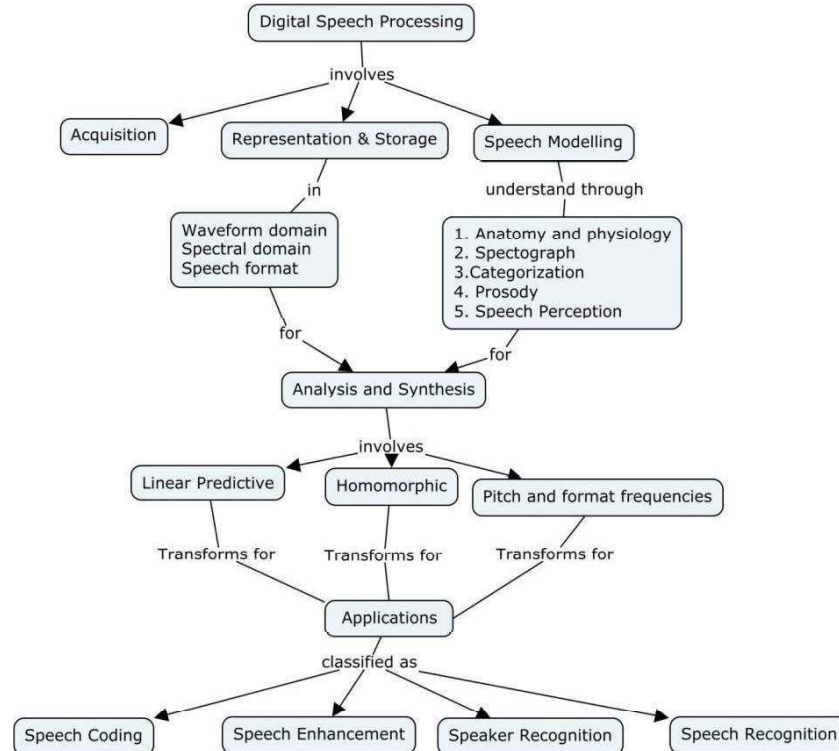 Digital Speech Processing
involves
Acquisition
Representation & Storage
Speech Modelling
in
understand through
Waveform domain
Spectral domain
Speech format
1. Anatomy and physiology
2. Spectograph
3.Categorization
4. Prosody
5. Speech Perception
for
for
Analysis and Synthesis
involves
Linear Predictive
Homomorphic
Pitch and format frequencies
Transforms for
Transforms for
Transforms for
Applications
classified as
Speech Coding
Speech Enhancement
Speaker Recognition
Speech Recognition